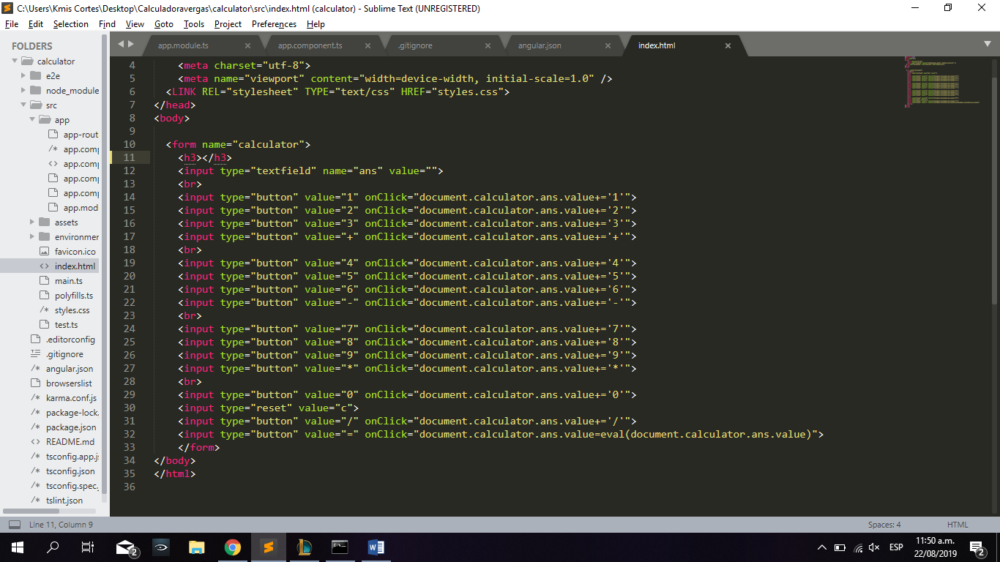 C:\Users\Kmis Cortes\Desktop\Calculadoravergas\calculator\src\index.html (calculator) - Sublime Text (UNREGISTERED)
File Edit Selection Find View Goto Tools Project Preferences Help
FOLDERS
calculator
e2e
node_module
src
app
app-rout
app.comp
app.comp
app.comp
app.comp
app.mod
assets
environmen
favicon.ico
index.html
main.ts
polyfills.ts
styles.css
test.ts
.editorconfig
.gitignore
angular.json
browserslist
karma.conf.js
package-lock.
package.json
README.md
tsconfig.app.js
tsconfig.json
tsconfig.spec.
tslint.json
app.module.ts app.component.ts .gitignore angular.json index.html
4 <meta charset="utf-8">
5 <meta name="viewport" content="width=device-width, initial-scale=1.0" />
6 <LINK REL="stylesheet" TYPE="text/css" HREF="styles.css">
7 </head>
8 <body>
9
10 <form name="calculator">
11 <h3></h3>
12 <input type="textfield" name="ans" value="">
13 <br>
14 <input type="button" value="1" onClick="document.calculator.ans.value+='1'">
15 <input type="button" value="2" onClick="document.calculator.ans.value+='2'">
16 <input type="button" value="3" onClick="document.calculator.ans.value+='3'">
17 <input type="button" value="+" onClick="document.calculator.ans.value+='+'">
18 <br>
19 <input type="button" value="4" onClick="document.calculator.ans.value+='4'">
20 <input type="button" value="5" onClick="document.calculator.ans.value+='5'">
21 <input type="button" value="6" onClick="document.calculator.ans.value+='6'">
22 <input type="button" value="-" onClick="document.calculator.ans.value+='-'">
23 <br>
24 <input type="button" value="7" onClick="document.calculator.ans.value+='7'">
25 <input type="button" value="8" onClick="document.calculator.ans.value+='8'">
26 <input type="button" value="9" onClick="document.calculator.ans.value+='9'">
27 <input type="button" value="*" onClick="document.calculator.ans.value+='*'">
28 <br>
29 <input type="button" value="0" onClick="document.calculator.ans.value+='0'">
30 <input type="reset" value="c">
31 <input type="button" value="/" onClick="document.calculator.ans.value+='/'">
32 <input type="button" value="=" onClick="document.calculator.ans.value=eval(document.calculator.ans.value)">
33 </form>
34 </body>
35 </html>
36
Line 11, Column 9 Spaces: 4 HTML
2 ESP 11:50 a.m. 2
22/08/2019